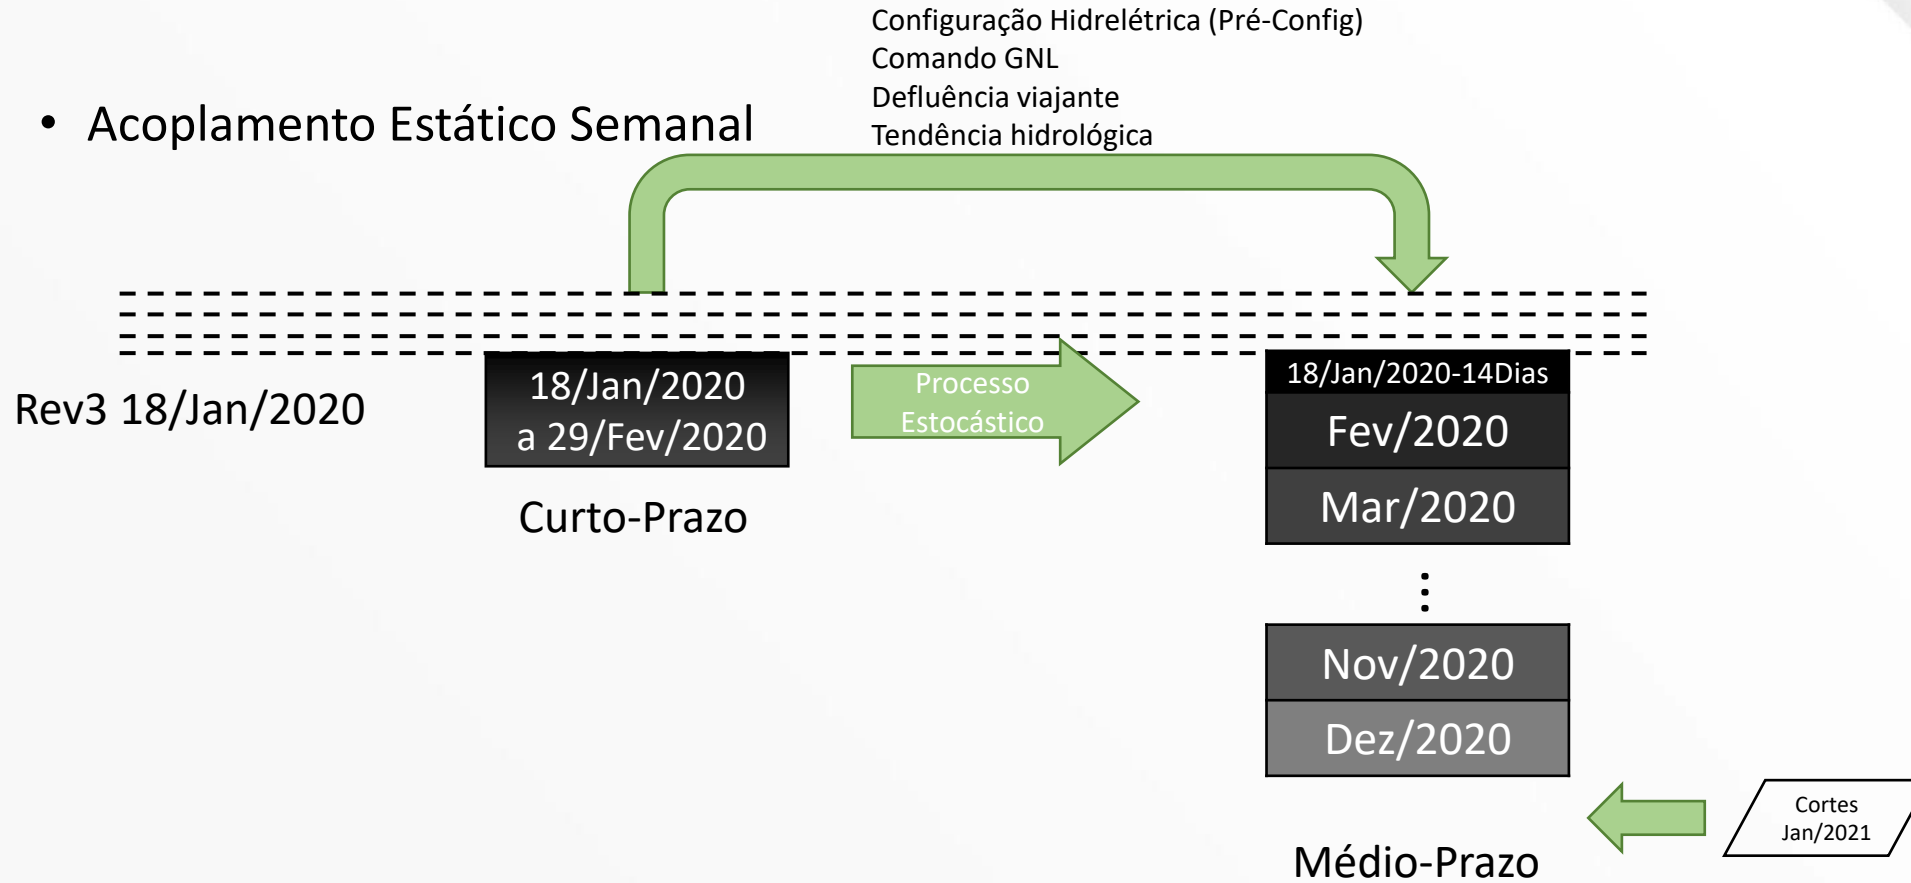 Configuração Hidrelétrica (Pré-Config)
Comando GNL
Defluência viajante
Tendência hidrológica
• Acoplamento Estático Semanal
Rev3 18/Jan/2020
18/Jan/2020
a 29/Fev/2020
Curto-Prazo
Processo
Estocástico
18/Jan/2020-14Dias
Fev/2020
Mar/2020
...
Nov/2020
Dez/2020
Médio-Prazo
Cortes
Jan/2021